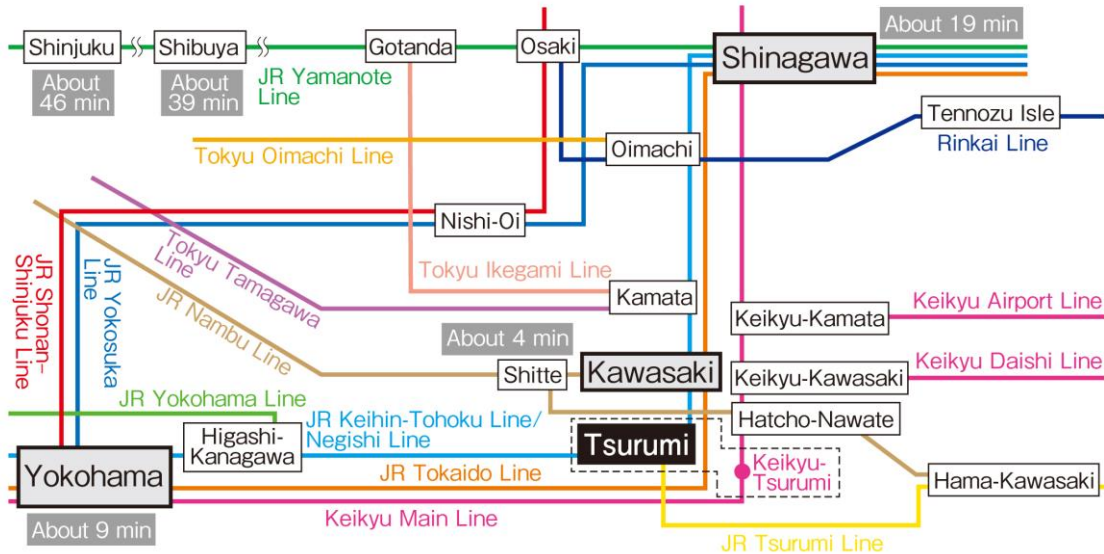 About 19 min
Shinjuku
Shibuya
Gotanda
Osaki
Shinagawa
About
46 min
About
39 min
JR Yamanote
Line
Tennozu Isle
Rinkai Line
Tokyu Oimachi Line
Oimachi
Nishi-Oi
Tokyu Tamagawa
Line
Tokyu Ikegami Line
Kamata
JR Shonan-
Shinjuku Line
JR Yokosuka
Line
JR Nambu Line
Keikyu Airport Line
Keikyu-Kamata
About 4 min
Shitte
Kawasaki
Keikyu-Kawasaki
Keikyu Daishi Line
JR Yokohama Line
Hatcho-Nawate
JR Keihin-Tohoku Line/
Negishi Line
Higashi-
Kanagawa
Tsurumi
Yokohama
JR Tokaido Line
Keikyu-
Tsurumi
Hama-Kawasaki
Keikyu Main Line
About 9 min
JR Tsurumi Line